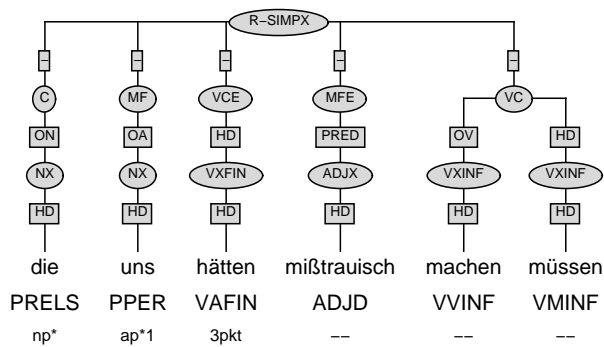 R−SIMPX
− − − − −
C MF VCE MFE VC
ON OA HD PRED OV HD
NX NX VXFIN ADJX VXINF VXINF
HD HD HD HD HD HD
die uns hätten mißtrauisch machen müssen
PRELS PPER VAFIN ADJD VVINF VMINF
np* ap*1 3pkt −− −− −−